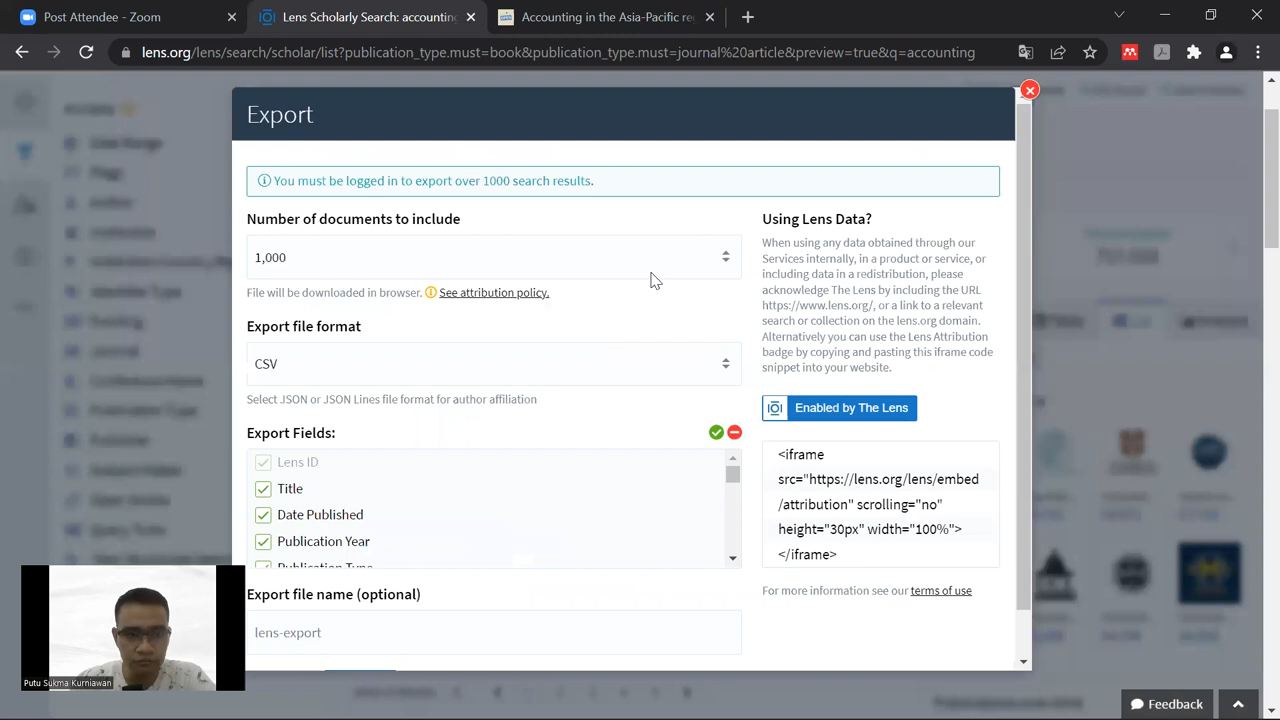 Post Attendee - Zoom
Lens Scholarly Search: accounting
Accounting in the Asia-Pacific re
lens.org/lens/search/scholar/list?publication_type.must=book&publication_type.must=journal%20article&preview=true&q=accounting
Export
You must be logged in to export over 1000 search results.
Number of documents to include
1,000
File will be downloaded in browser. See attribution policy.
Export file format
CSV
Select JSON or JSON Lines file format for author affiliation
Export Fields:
Lens ID
Title
Date Published
Publication Year
Publication Type
Export file name (optional)
lens-export
Using Lens Data?
When using any data obtained through our
Services internally, in a product or service, or
including data in a redistribution, please
acknowledge The Lens by including the URL
https://www.lens.org/, or a link to a relevant
search or collection on the lens.org domain.
Alternatively you can use the Lens Attribution
badge by copying and pasting this iframe code
snippet into your website.
Enabled by The Lens
<iframe
src="https://lens.org/lens/embed
/attribution" scrolling="no"
height="30px" width="100%">
</iframe>
For more information see our terms of use
Putu Sukma Kurniawan
Feedback